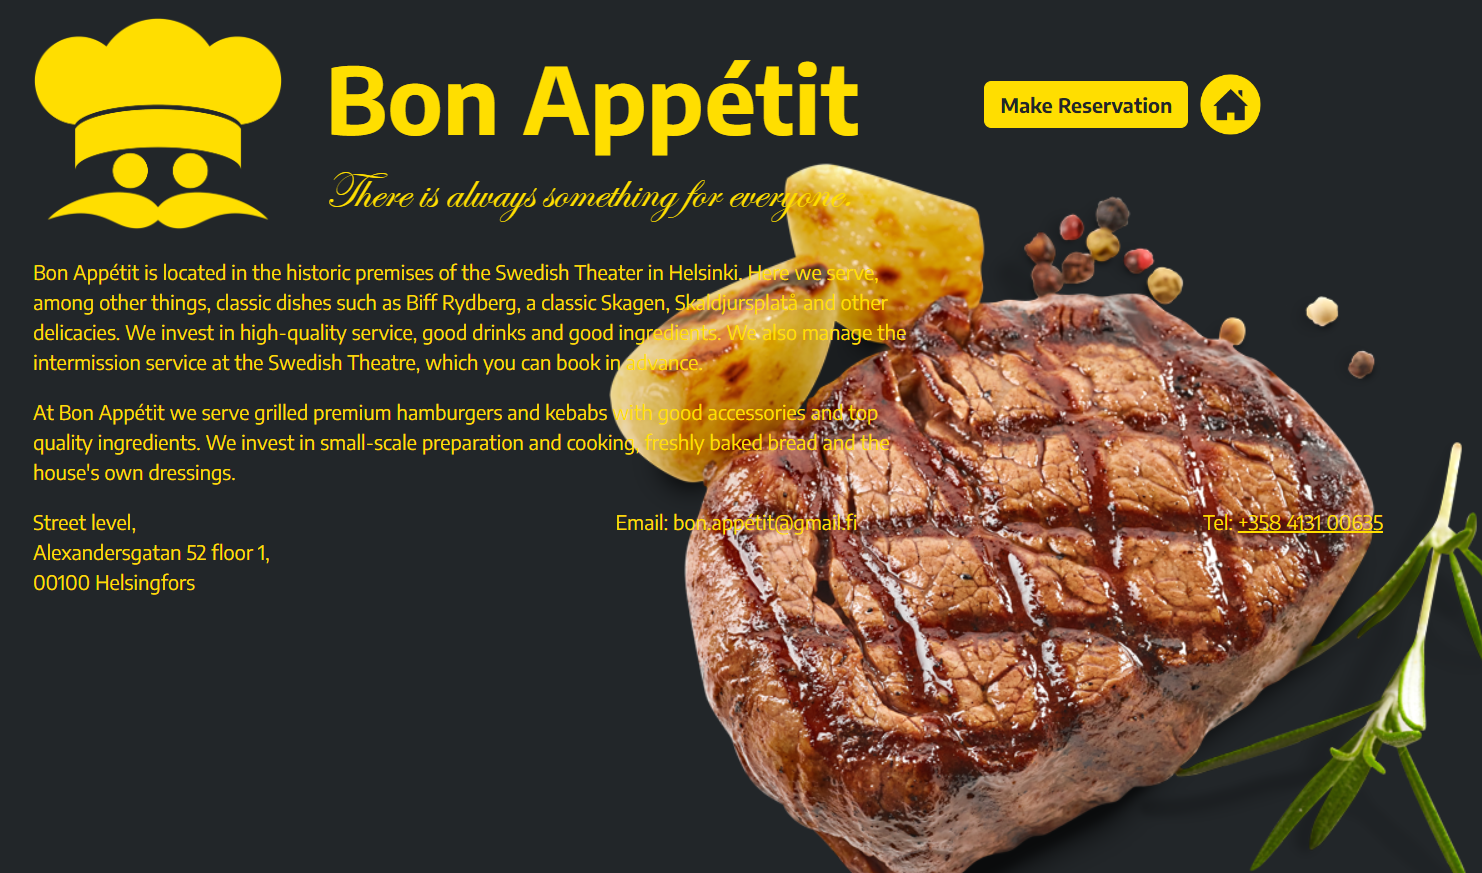 Bon Appétit
Make Reservation
There is always something for everyone.
Bon Appétit is located in the historic premises of the Swedish Theater in Helsinki. Here we serve,
among other things, classic dishes such as Biff Rydberg, a classic Skagen, Skaldjursplatå and other
delicacies. We invest in high-quality service, good drinks and good ingredients. We also manage the
intermission service at the Swedish Theatre, which you can book in advance.
At Bon Appétit we serve grilled premium hamburgers and kebabs with good accessories and top
quality ingredients. We invest in small-scale preparation and cooking, freshly baked bread and the
house's own dressings.
Street level,
Alexandersgatan 52 floor 1,
00100 Helsingfors
Email: bon.appetit@gmail.fi
Tel: +358 4131 00635